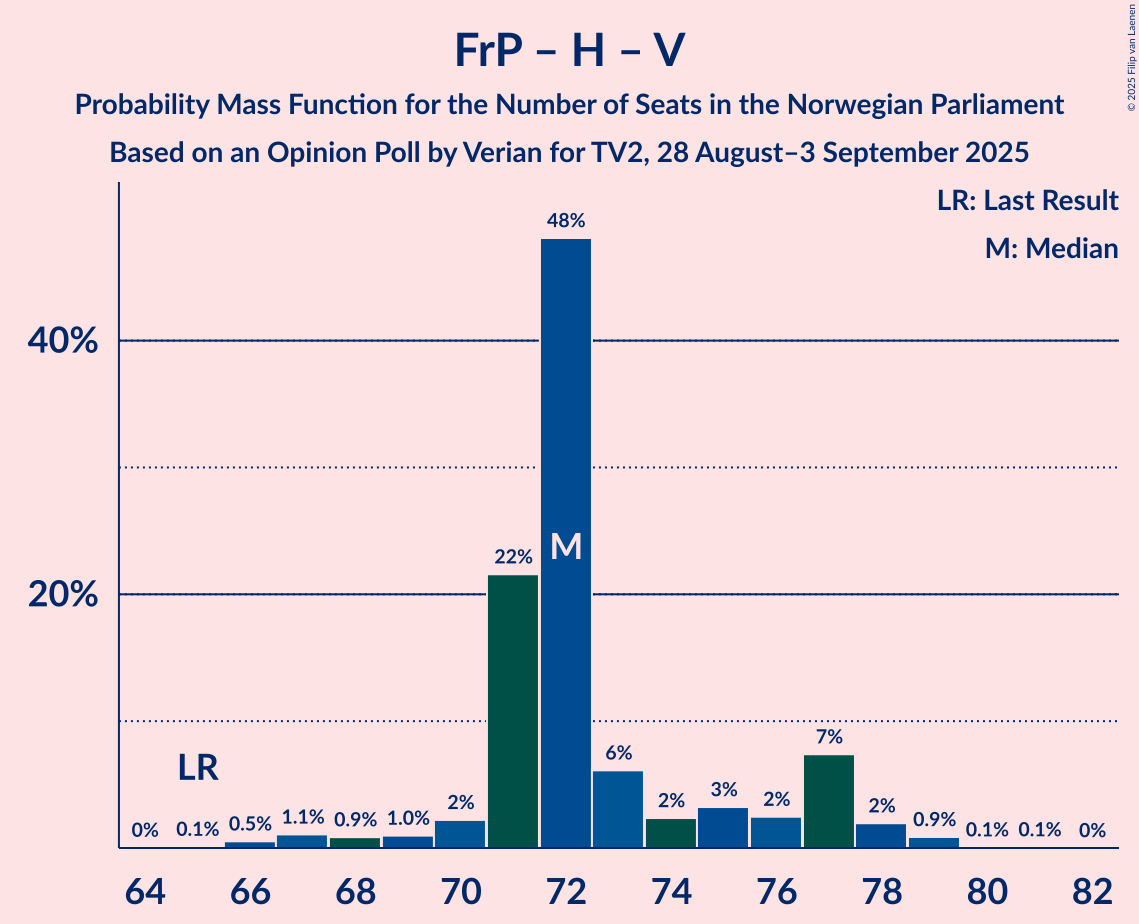 FrP – H – V
Probability Mass Function for the Number of Seats in the Norwegian Parliament
Based on an Opinion Poll by Verian for TV2, 28 August–3 September 2025
© 2025 Filip van Laenen
LR: Last Result
M: Median
40%
20%
LR
M
0% 0.1% 0.5% 1.1% 0.9% 1.0% 2% 22% 48% 6% 2% 3% 2% 7% 2% 0.9% 0.1% 0.1% 0%
64 66 68 70 72 74 76 78 80 82